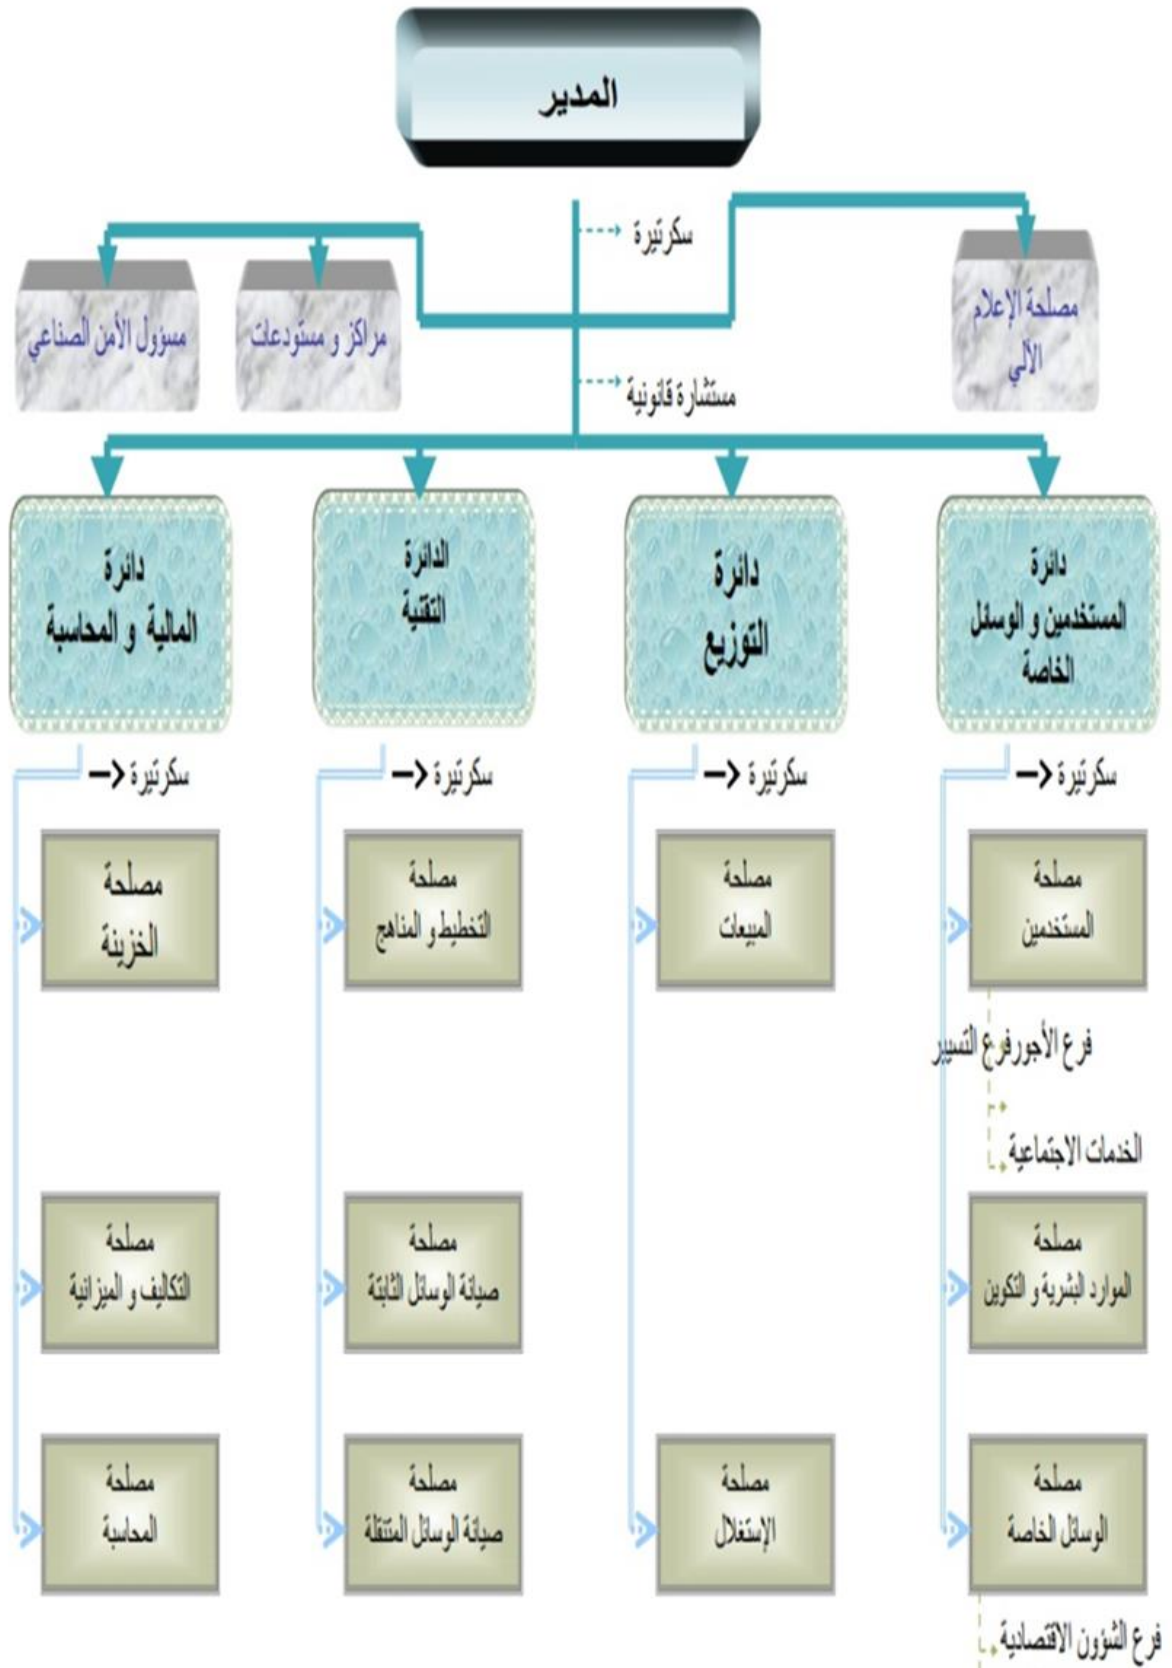 المدير
سكرتيرة
مصلحة الإعلام
الآلي
مراكز و مستودعات
مسؤول الأمن الصناعي
مستشارة قانونية
دائرة
المستخدمين و الوسائل
الخاصة
دائرة
التوزيع
الدائرة
التقنية
دائرة
المالية و المحاسبة
سكرتيرة
سكرتيرة
سكرتيرة
سكرتيرة
مصلحة
المستخدمين
مصلحة
المبيعات
مصلحة
التخطيط و المناهج
مصلحة
الخزينة
فرع الأجور فرع التسيير
الخدمات الاجتماعية
مصلحة
الموارد البشرية و التكوين
مصلحة
صيانة الوسائل الثابتة
مصلحة
التكاليف و الميزانية
مصلحة
الوسائل الخاصة
مصلحة
الإستغلال
مصلحة
صيانة الوسائل المتنقلة
مصلحة
المحاسبة
فرع الشؤون الاقتصادية